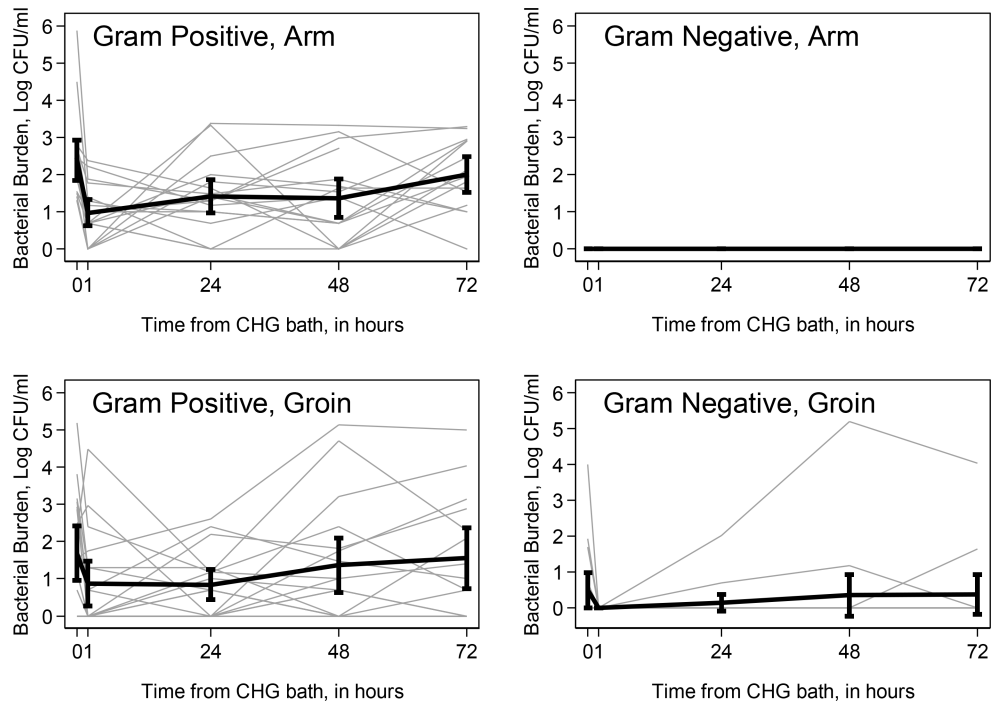 Gram Positive, Arm
Bacterial Burden, Log CFU/ml
6
5
4
3
2
1
0
01 24 48 72
Time from CHG bath, in hours
Gram Negative, Arm
Bacterial Burden, Log CFU/ml
6
5
4
3
2
1
0
01 24 48 72
Time from CHG bath, in hours
Gram Positive, Groin
Bacterial Burden, Log CFU/ml
6
5
4
3
2
1
0
01 24 48 72
Time from CHG bath, in hours
Gram Negative, Groin
Bacterial Burden, Log CFU/ml
6
5
4
3
2
1
0
01 24 48 72
Time from CHG bath, in hours